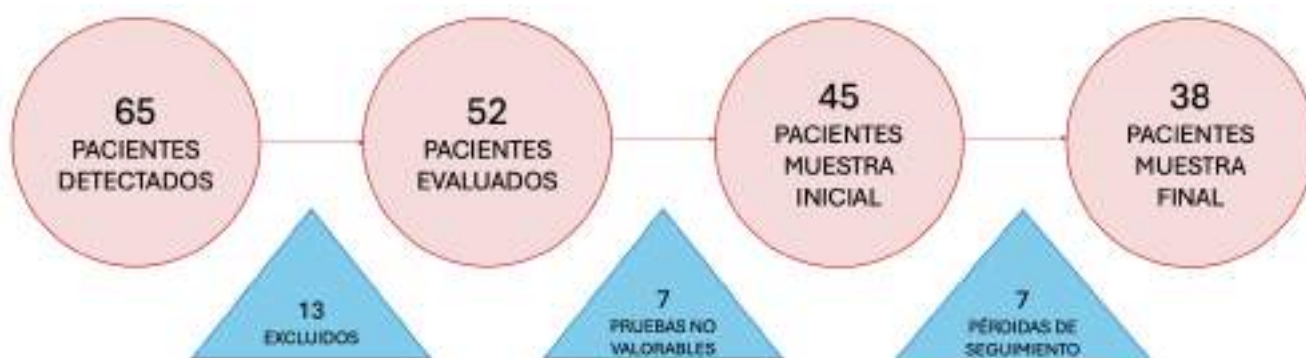 65
PACIENTES
DETECTADOS
52
PACIENTES
EVALUADOS
45
PACIENTES
MUESTRA
INICIAL
38
PACIENTES
MUESTRA
FINAL
13
EXCLUIDOS
7
PRUEBAS NO
VALORABLES
7
PÉRDIDAS DE
SEGUIMIENTO